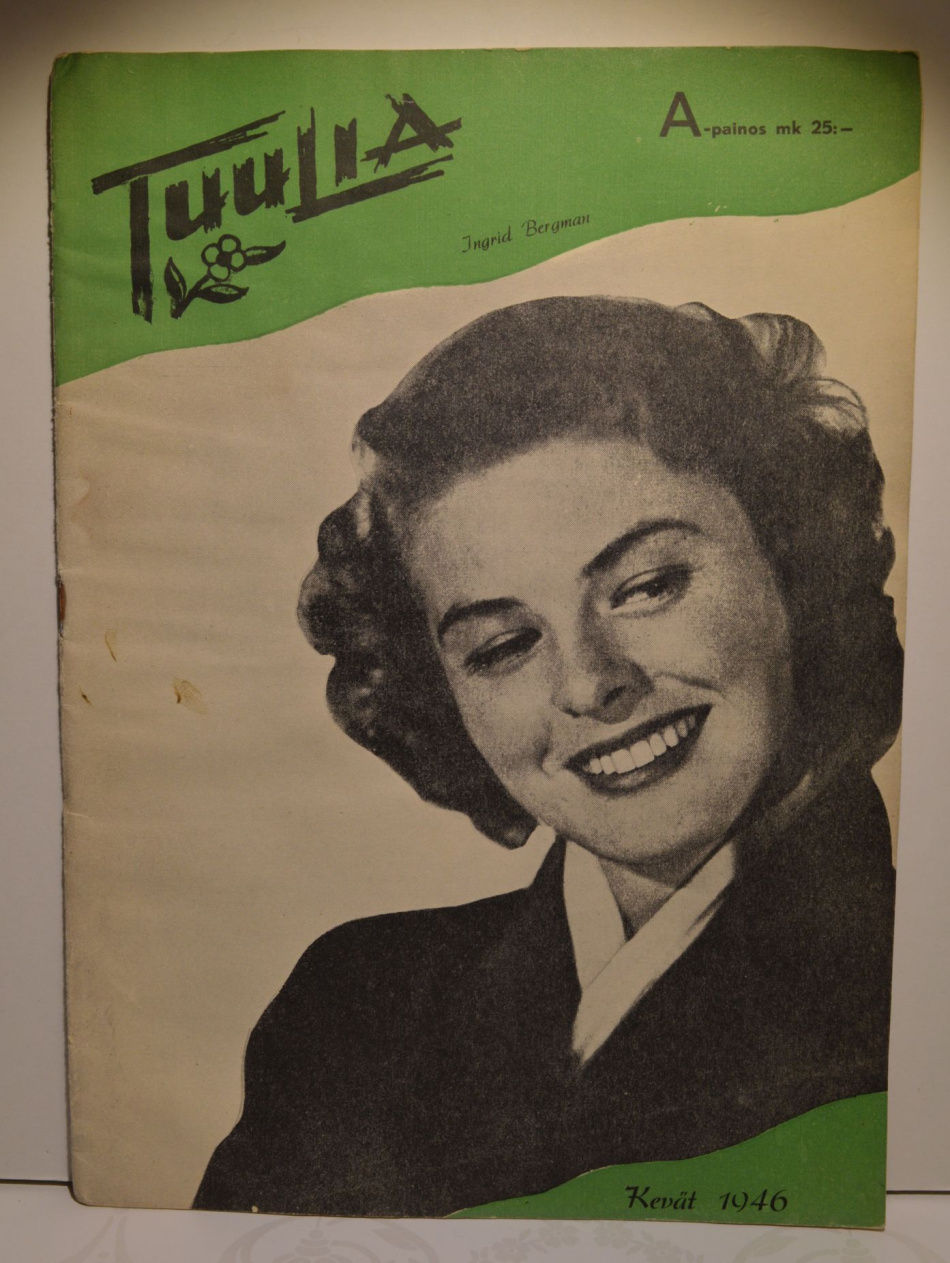 TUULIA
A-painos mk 25:–
Ingrid Bergman
Kevät 1946